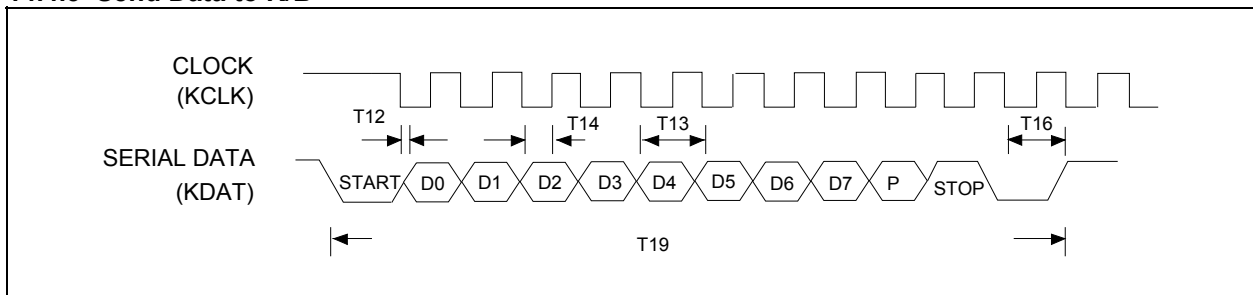 CLOCK
(KCLK)
T12
T14
T13
T16
SERIAL DATA
(KDAT)
START D0 D1 D2 D3 D4 D5 D6 D7 P STOP
T19